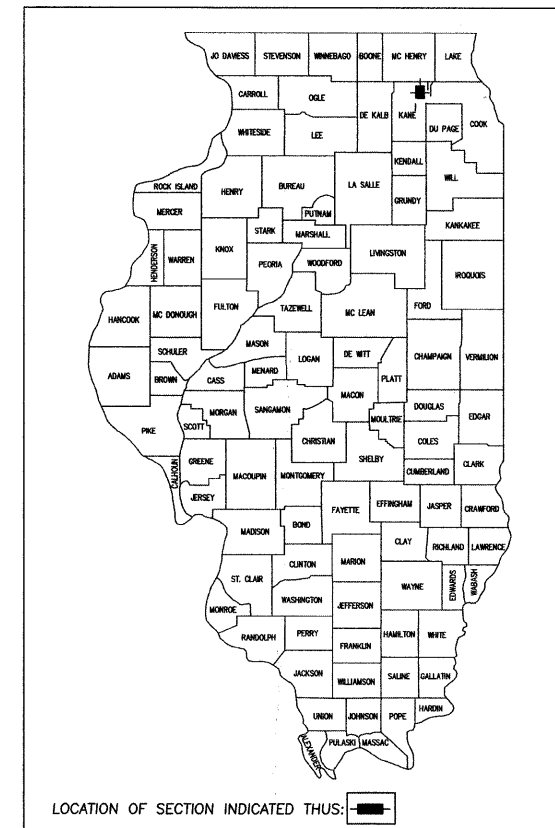 JO DAVIESS STEVENSON WINNEBAGO BOONE MC HENRY LAKE
CARROLL OGLE DE KALB KANE COOK
DU PAGE
WHITESIDE LEE
KENDALL
ROCK ISLAND HENRY BUREAU LA SALLE GRUNDY WILL
MERCER PUTNAM
STARK MARSHALL KANKAKEE
HENDERSON WARREN KNOX PEORIA WOODFORD LIVINGSTON IROQUOIS
HANCOOK MC DONOUGH FULTON TAZEWELL MC LEAN FORD
MASON
SCHULER LOGAN DE WITT CHAMPAIGN VERMILION
ADAMS BROWN CASS MENARD PLATT
MACON
MORGAN SANGAMON DOUGLAS
PIKE SCOTT MOULTRIE EDGAR
CHRISTIAN COLES
GREENE SHELBY
CALHOUN MACOUPIN MONTGOMERY CUMBERLAND CLARK
JERSEY
FAYETTE EFFINGHAM JASPER CRAWFORD
MADISON BOND
CLAY RICHLAND LAWRENCE
CLINTON MARION
ST. CLAIR WAYNE EDWARDS WABASH
WASHINGTON
MONROE JEFFERSON
RANDOLPH PERRY HAMILTON WHITE
FRANKLIN
JACKSON WILLIAMSON SALINE GALLATIN
UNION JOHNSON POPE HARDIN
ALEXANDER PULASKI MASSAC
LOCATION OF SECTION INDICATED THUS: